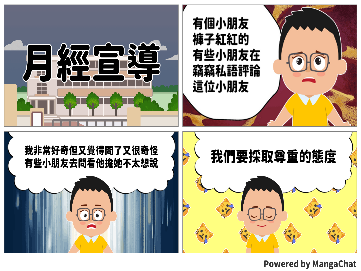 月經宣導
有個小朋友
褲子紅紅的
有些小朋友在
竊竊私語評論
這位小朋友
我非常好奇但又覺得聞了又很奇怪
有些小朋友去問看他擔她不太想說
我們要採取尊重的態度
Powered by MangaChat